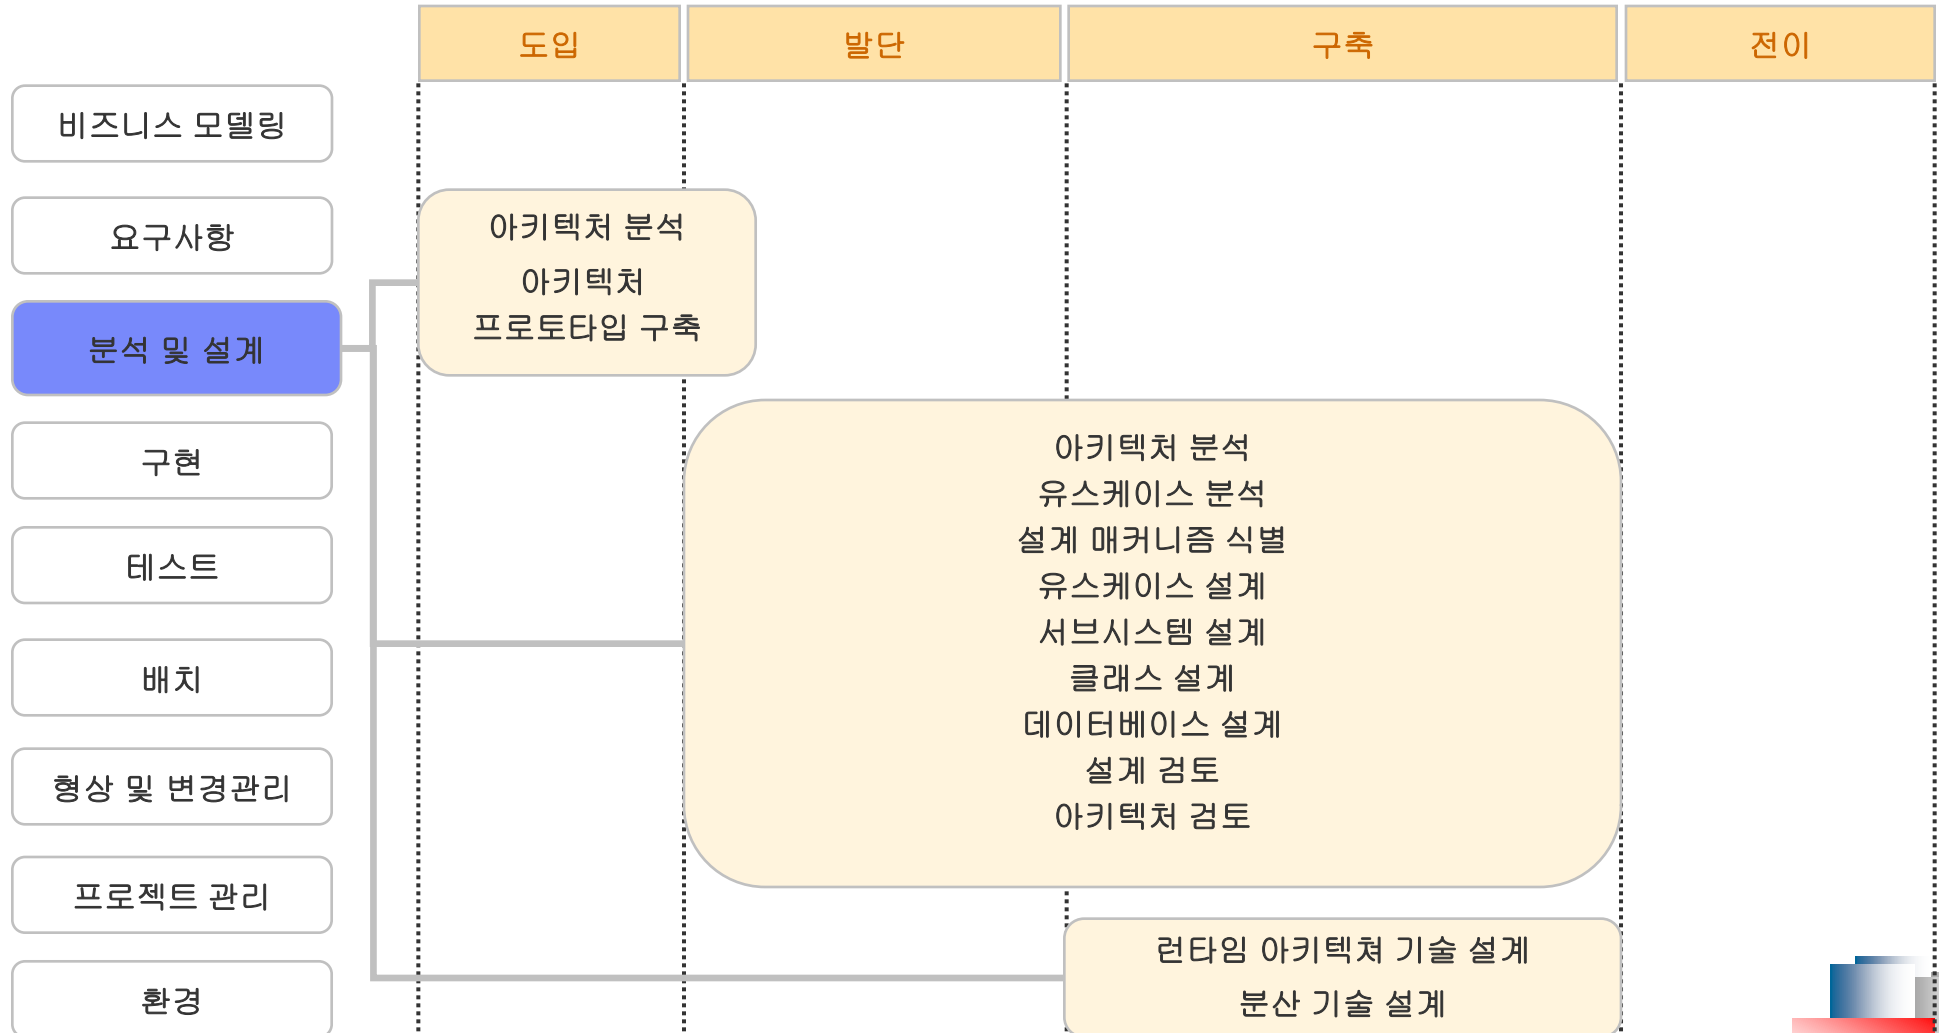 도입 발단 구축 전이
비즈니스 모델링
요구사항
분석 및 설계
구현
테스트
배치
형상 및 변경관리
프로젝트 관리
환경
아키텍처 분석
아키텍처
프로토타입 구축
아키텍처 분석
유스케이스 분석
설계 매커니즘 식별
유스케이스 설계
서브시스템 설계
클래스 설계
데이터베이스 설계
설계 검토
아키텍처 검토
런타임 아키텍쳐 기술 설계
분산 기술 설계